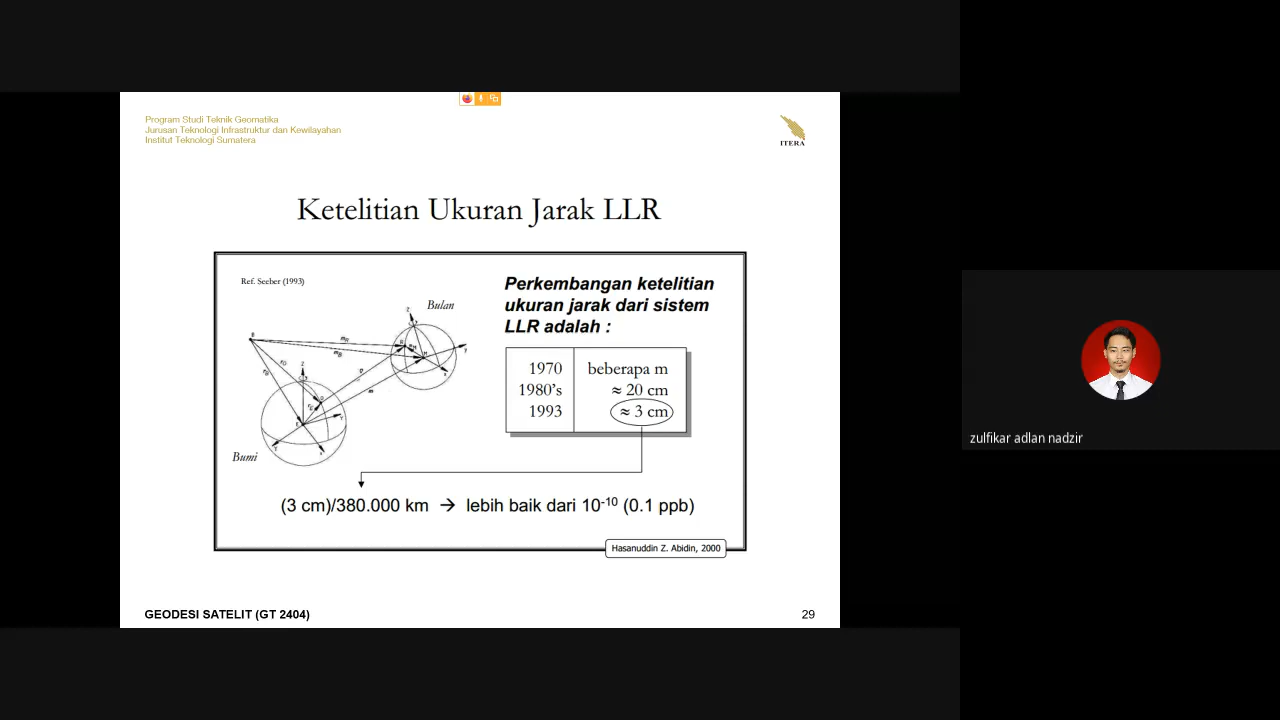 Program Studi Teknik Geomatika
Jurusan Teknologi Infrastruktur dan Kewilayahan
Institut Teknologi Sumatera
ITERA
Ketelitian Ukuran Jarak LLR
Ref. Seeber (1993)
Bulan
Bumi
Perkembangan ketelitian
ukuran jarak dari sistem
LLR adalah :
1970 beberapa m
1980’s ≈ 20 cm
1993 ≈ 3 cm
(3 cm)/380.000 km → lebih baik dari 10⁻¹⁰ (0.1 ppb)
Hasanuddin Z. Abidin, 2000
GEODESI SATELIT (GT 2404)
29
zulfikar adlan nadzir